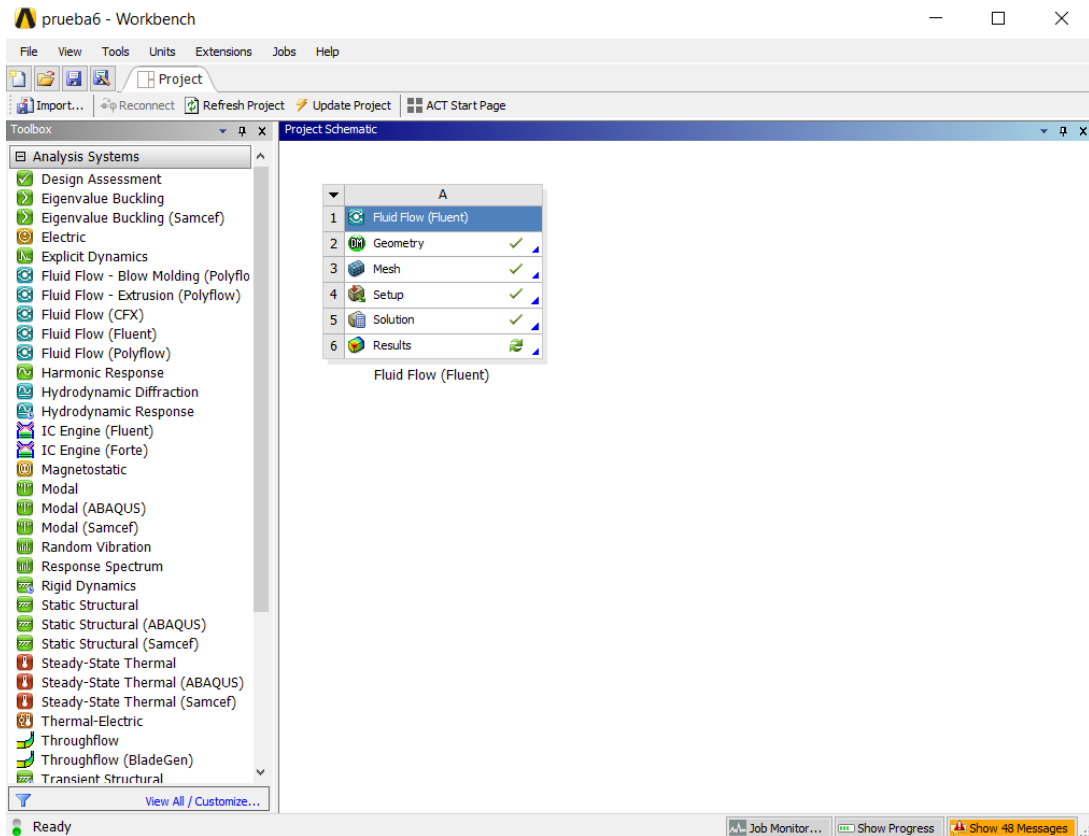 prueba6 - Workbench
File View Tools Units Extensions Jobs Help
Project
Import... Reconnect Refresh Project Update Project ACT Start Page
Toolbox
Project Schematic
Analysis Systems
Design Assessment
Eigenvalue Buckling
Eigenvalue Buckling (Samcef)
Electric
Explicit Dynamics
Fluid Flow - Blow Molding (Polyflo
Fluid Flow - Extrusion (Polyflow)
Fluid Flow (CFX)
Fluid Flow (Fluent)
Fluid Flow (Polyflow)
Harmonic Response
Hydrodynamic Diffraction
Hydrodynamic Response
IC Engine (Fluent)
IC Engine (Forte)
Magnetostatic
Modal
Modal (ABAQUS)
Modal (Samcef)
Random Vibration
Response Spectrum
Rigid Dynamics
Static Structural
Static Structural (ABAQUS)
Static Structural (Samcef)
Steady-State Thermal
Steady-State Thermal (ABAQUS)
Steady-State Thermal (Samcef)
Thermal-Electric
Throughflow
Throughflow (BladeGen)
Transient Structural
View All / Customize...
A
1 Fluid Flow (Fluent)
2 DM Geometry
3 Mesh
4 Setup
5 Solution
6 Results
Fluid Flow (Fluent)
Ready
Job Monitor... Show Progress Show 48 Messages